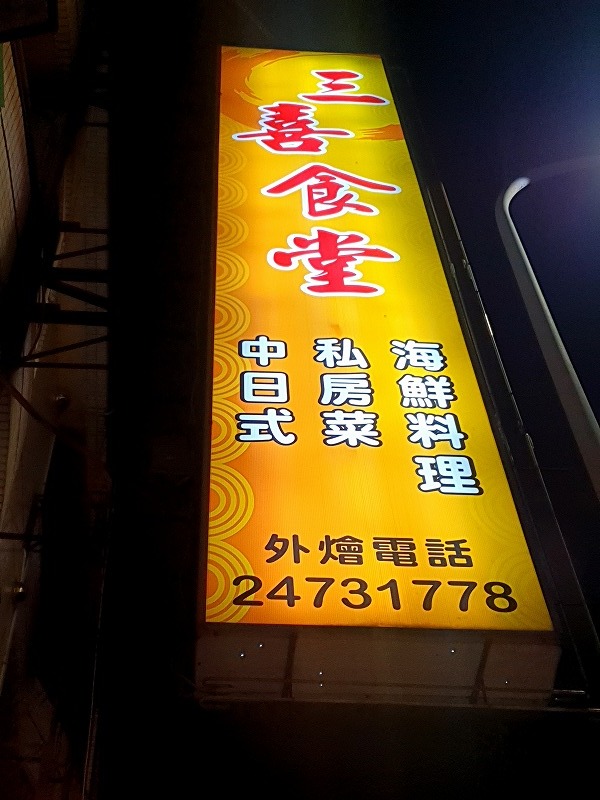 三喜食堂
海鮮料理
私房菜
中日式
外燴電話
24731778